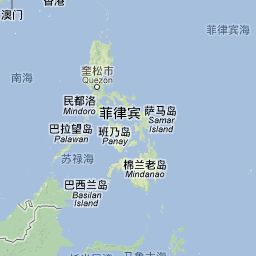 香港
澳门
菲律宾海
南海
奎松市
Quezon
民都洛
Mindoro
菲律宾
萨马岛
Samar
Island
巴拉望岛
Palawan
班乃岛
Panay
苏禄海
棉兰老岛
Mindanao
巴西兰岛
Basilan
Island